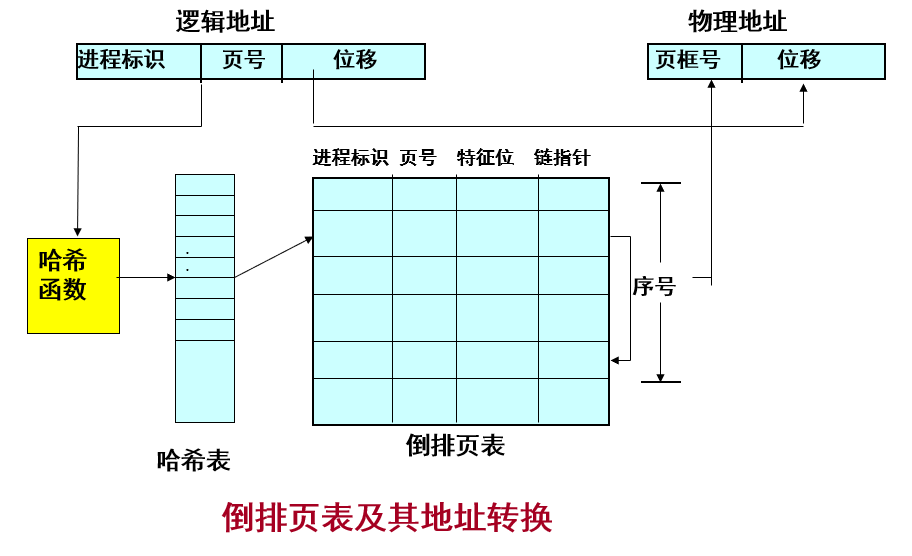 逻辑地址
物理地址
进程标识 页号 位移
页框号 位移
进程标识 页号 特征位 链指针
哈希
函数
.
.
序号
倒排页表
哈希表
倒排页表及其地址转换